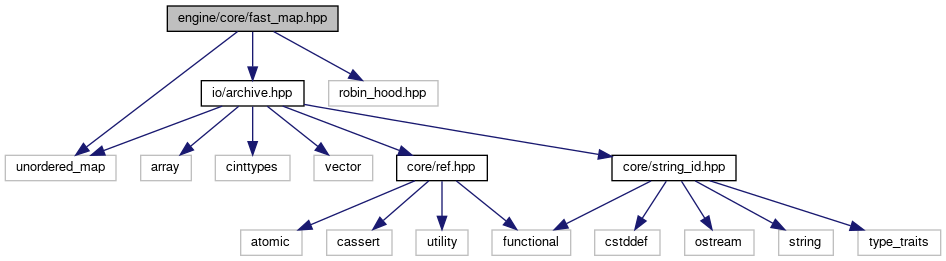 engine/core/fast_map.hpp
io/archive.hpp
robin_hood.hpp
unordered_map
array
cinttypes
vector
core/ref.hpp
core/string_id.hpp
atomic
cassert
utility
functional
cstddef
ostream
string
type_traits